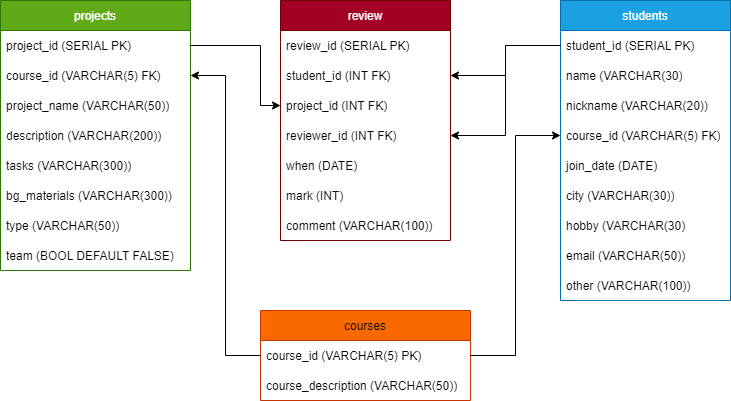 projects
project_id (SERIAL PK)
course_id (VARCHAR(5) FK)
project_name (VARCHAR(50))
description (VARCHAR(200))
tasks (VARCHAR(300))
bg_materials (VARCHAR(300))
type (VARCHAR(50))
team (BOOL DEFAULT FALSE)
review
review_id (SERIAL PK)
student_id (INT FK)
project_id (INT FK)
reviewer_id (INT FK)
when (DATE)
mark (INT)
comment (VARCHAR(100))
students
student_id (SERIAL PK)
name (VARCHAR(30)
nickname (VARCHAR(20))
course_id (VARCHAR(5) FK)
join_date (DATE)
city (VARCHAR(30))
hobby (VARCHAR(30)
email (VARCHAR(50))
other (VARCHAR(100))
courses
course_id (VARCHAR(5) PK)
course_description (VARCHAR(50))